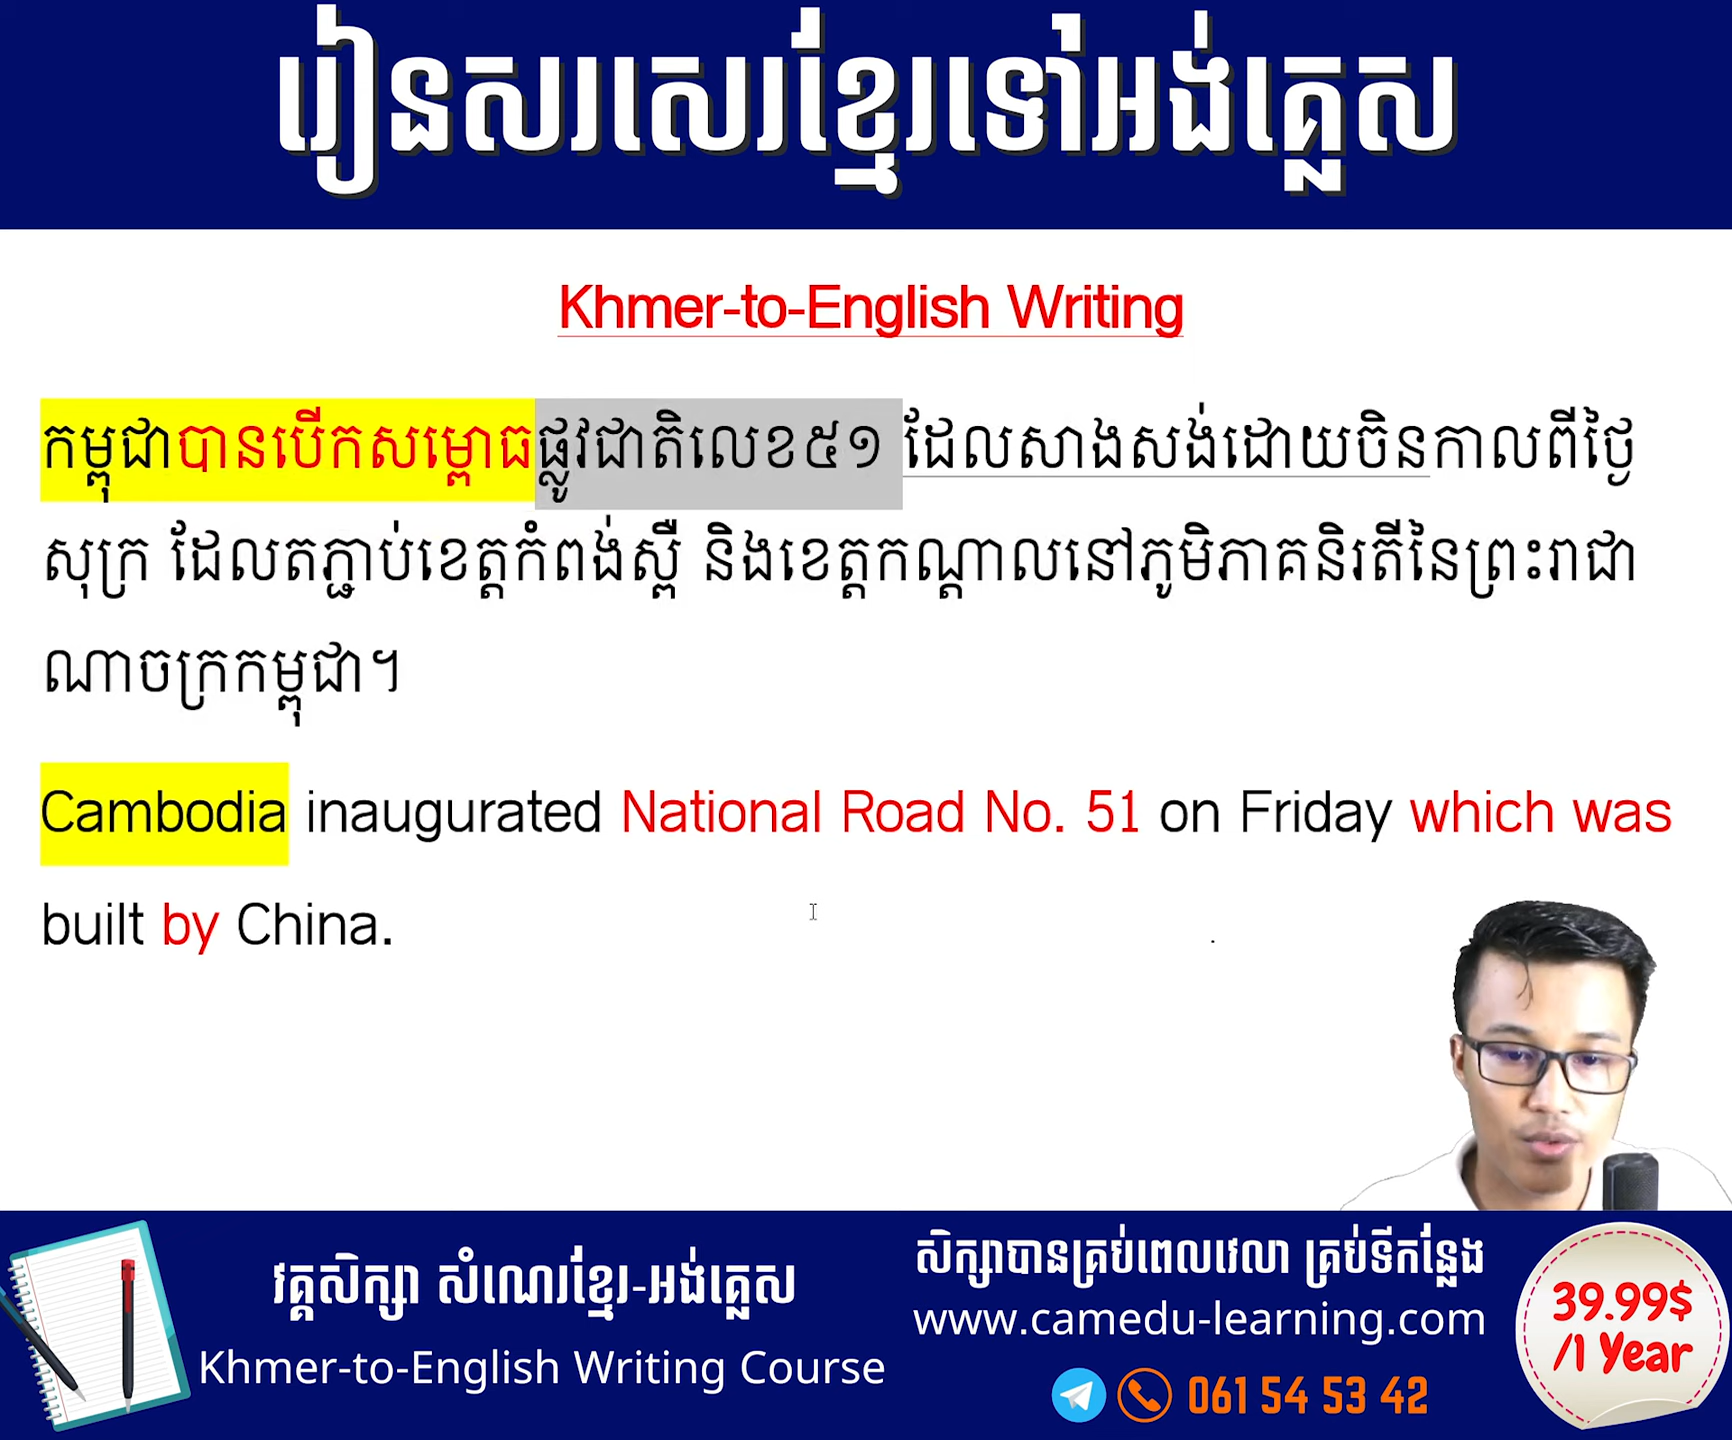 រៀនសរសេរខ្មែរទៅអង់គ្លេស
Khmer-to-English Writing
កម្ពុជាបានបើកសម្ពោធផ្លូវជាតិលេខ៥១ ដែលសាងសង់ដោយចិនកាលពីថ្ងៃ
សុក្រ ដែលតភ្ជាប់ខេត្តកំពង់ស្ពឺ និងខេត្តកណ្តាលនៅភូមិភាគនិរតីនៃព្រះរាជា
ណាចក្រកម្ពុជា។
Cambodia inaugurated National Road No. 51 on Friday which was
built by China.
វគ្គសិក្សា សំណេរខ្មែរ-អង់គ្លេស
Khmer-to-English Writing Course
សិក្សាបានគ្រប់ពេលវេលា គ្រប់ទីកន្លែង
www.camedu-learning.com
061 54 53 42
39.99$
/1 Year